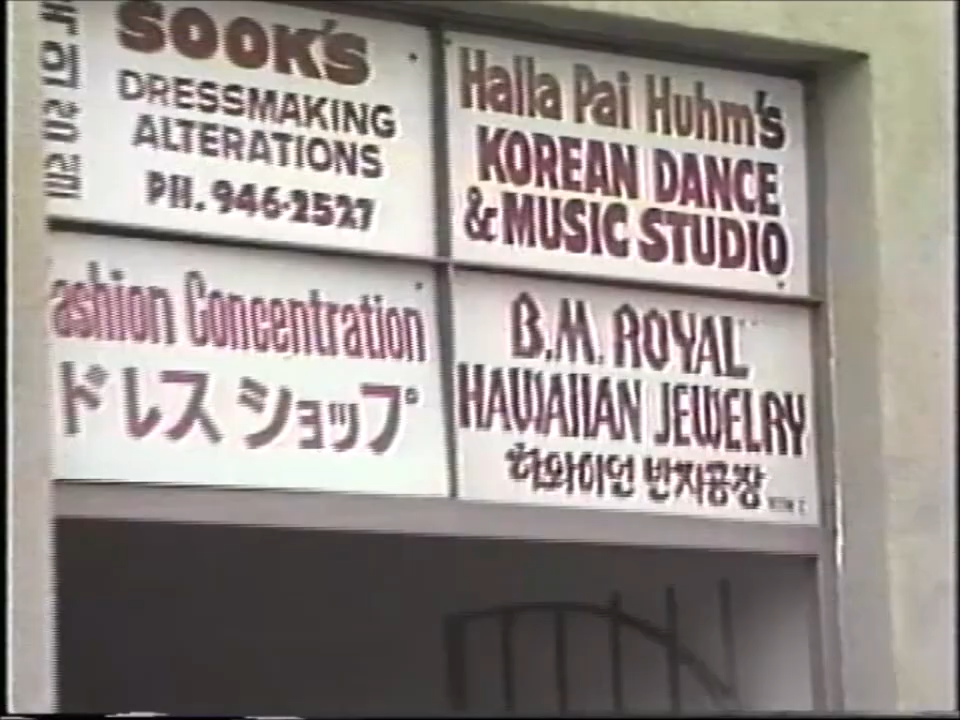 SOOK'S
DRESSMAKING
ALTERATIONS
PH. 946-2527
Halla Pai Huhm's
KOREAN DANCE
& MUSIC STUDIO
ashion Concentration
ドレス ショップ
B.M. ROYAL
HAWAIIAN JEWELRY
하와이언 반지공장